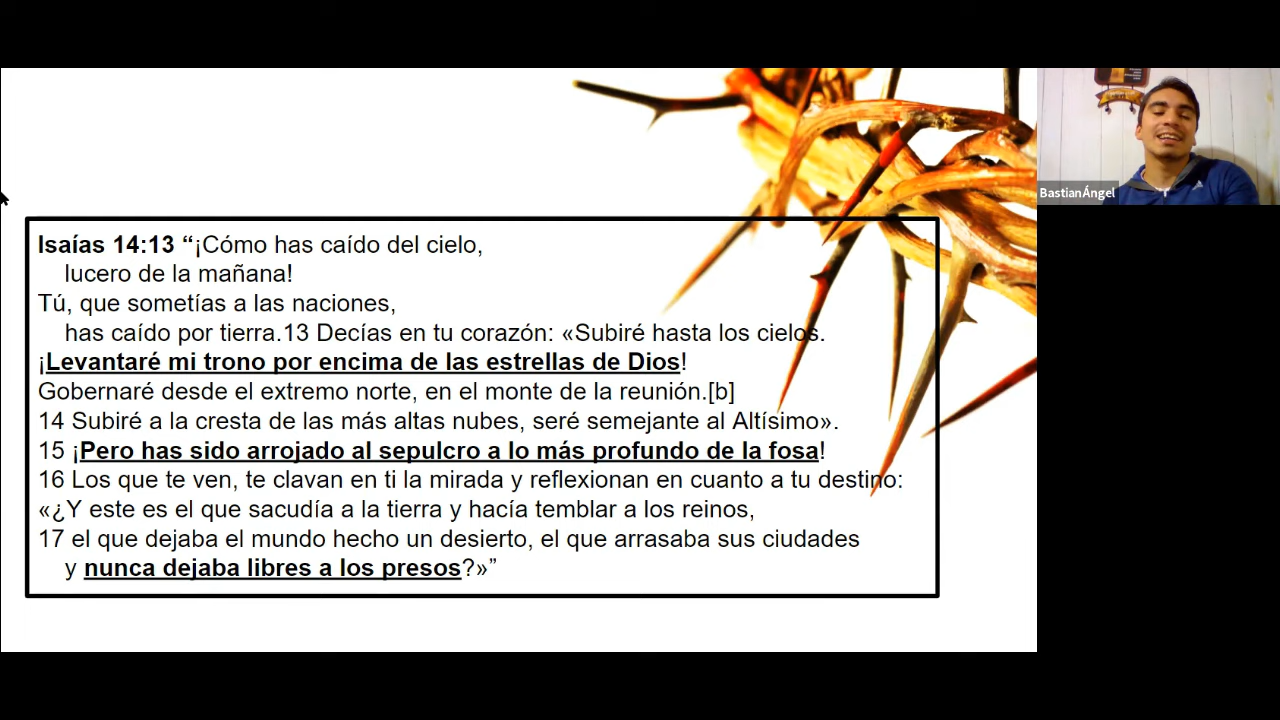 Isaías 14:13 “¡Cómo has caído del cielo,
lucero de la mañana!
Tú, que sometías a las naciones,
has caído por tierra.13 Decías en tu corazón: «Subiré hasta los cielos.
¡Levantaré mi trono por encima de las estrellas de Dios!
Gobernaré desde el extremo norte, en el monte de la reunión.[b]
14 Subiré a la cresta de las más altas nubes, seré semejante al Altísimo».
15 ¡Pero has sido arrojado al sepulcro a lo más profundo de la fosa!
16 Los que te ven, te clavan en ti la mirada y reflexionan en cuanto a tu destino:
«¿Y este es el que sacudía a la tierra y hacía temblar a los reinos,
17 el que dejaba el mundo hecho un desierto, el que arrasaba sus ciudades
y nunca dejaba libres a los presos?»”
BastianÁngel